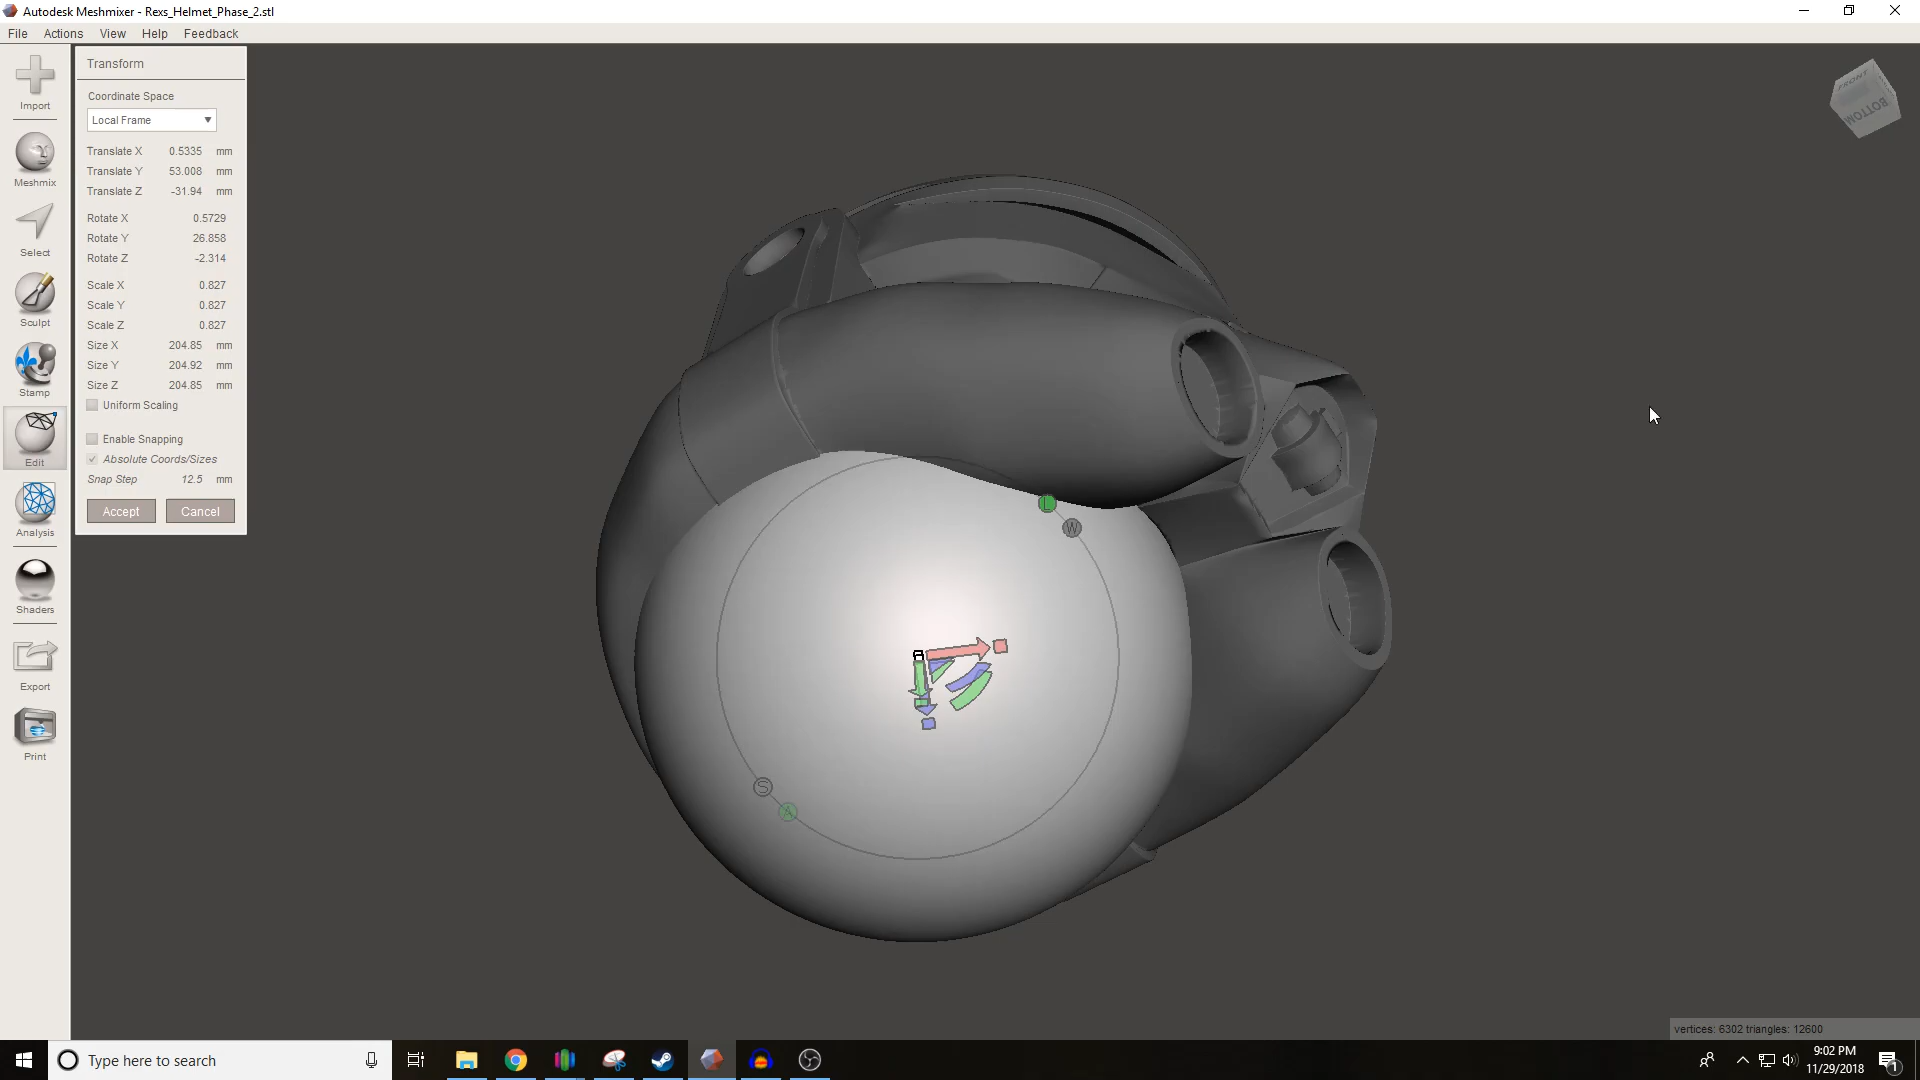 Autodesk Meshmixer - Rexs_Helmet_Phase_2.stl
File Actions View Help Feedback
Import
Meshmix
Select
Sculpt
Stamp
Edit
Analysis
Shaders
Export
Print
Transform
Coordinate Space
Local Frame
Translate X 0.5335 mm
Translate Y 53.008 mm
Translate Z -31.94 mm
Rotate X 0.5729
Rotate Y 26.858
Rotate Z -2.314
Scale X 0.827
Scale Y 0.827
Scale Z 0.827
Size X 204.85 mm
Size Y 204.92 mm
Size Z 204.85 mm
Uniform Scaling
Enable Snapping
Absolute Coords/Sizes
Snap Step 12.5 mm
Accept Cancel
FRONT
BOTTOM
L
W
S
A
vertices: 6302 triangles: 12600
Type here to search
9:02 PM
11/29/2018
1